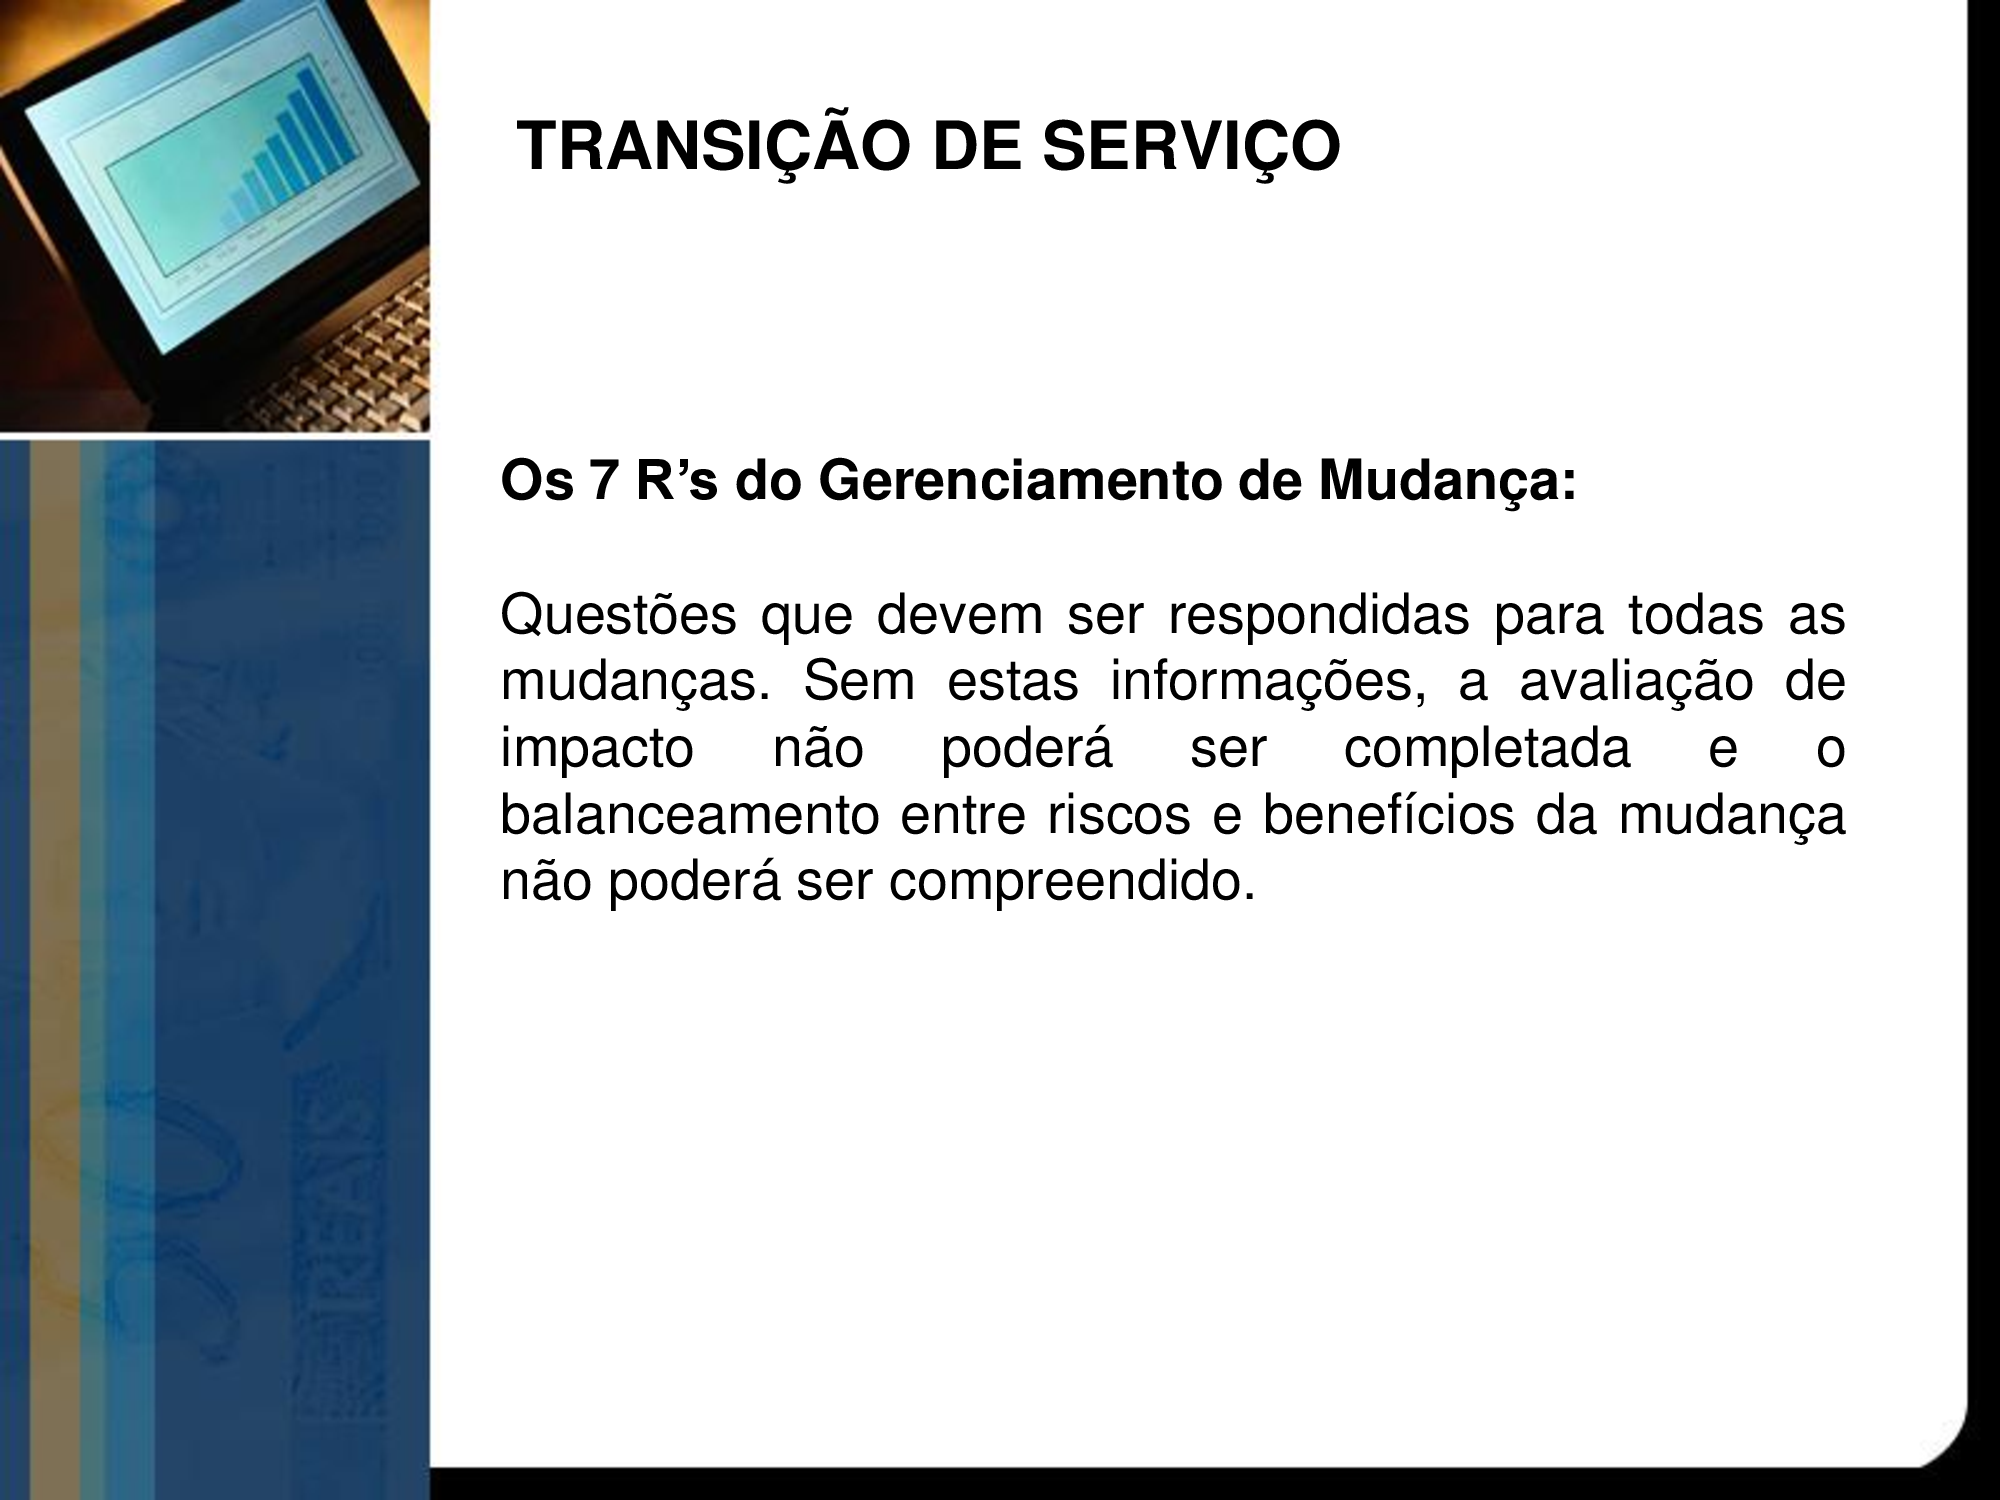 TRANSIÇÃO DE SERVIÇO
Os 7 R’s do Gerenciamento de Mudança:
Questões que devem ser respondidas para todas as
mudanças. Sem estas informações, a avaliação de
impacto não poderá ser completada e o
balanceamento entre riscos e benefícios da mudança
não poderá ser compreendido.
REAIS